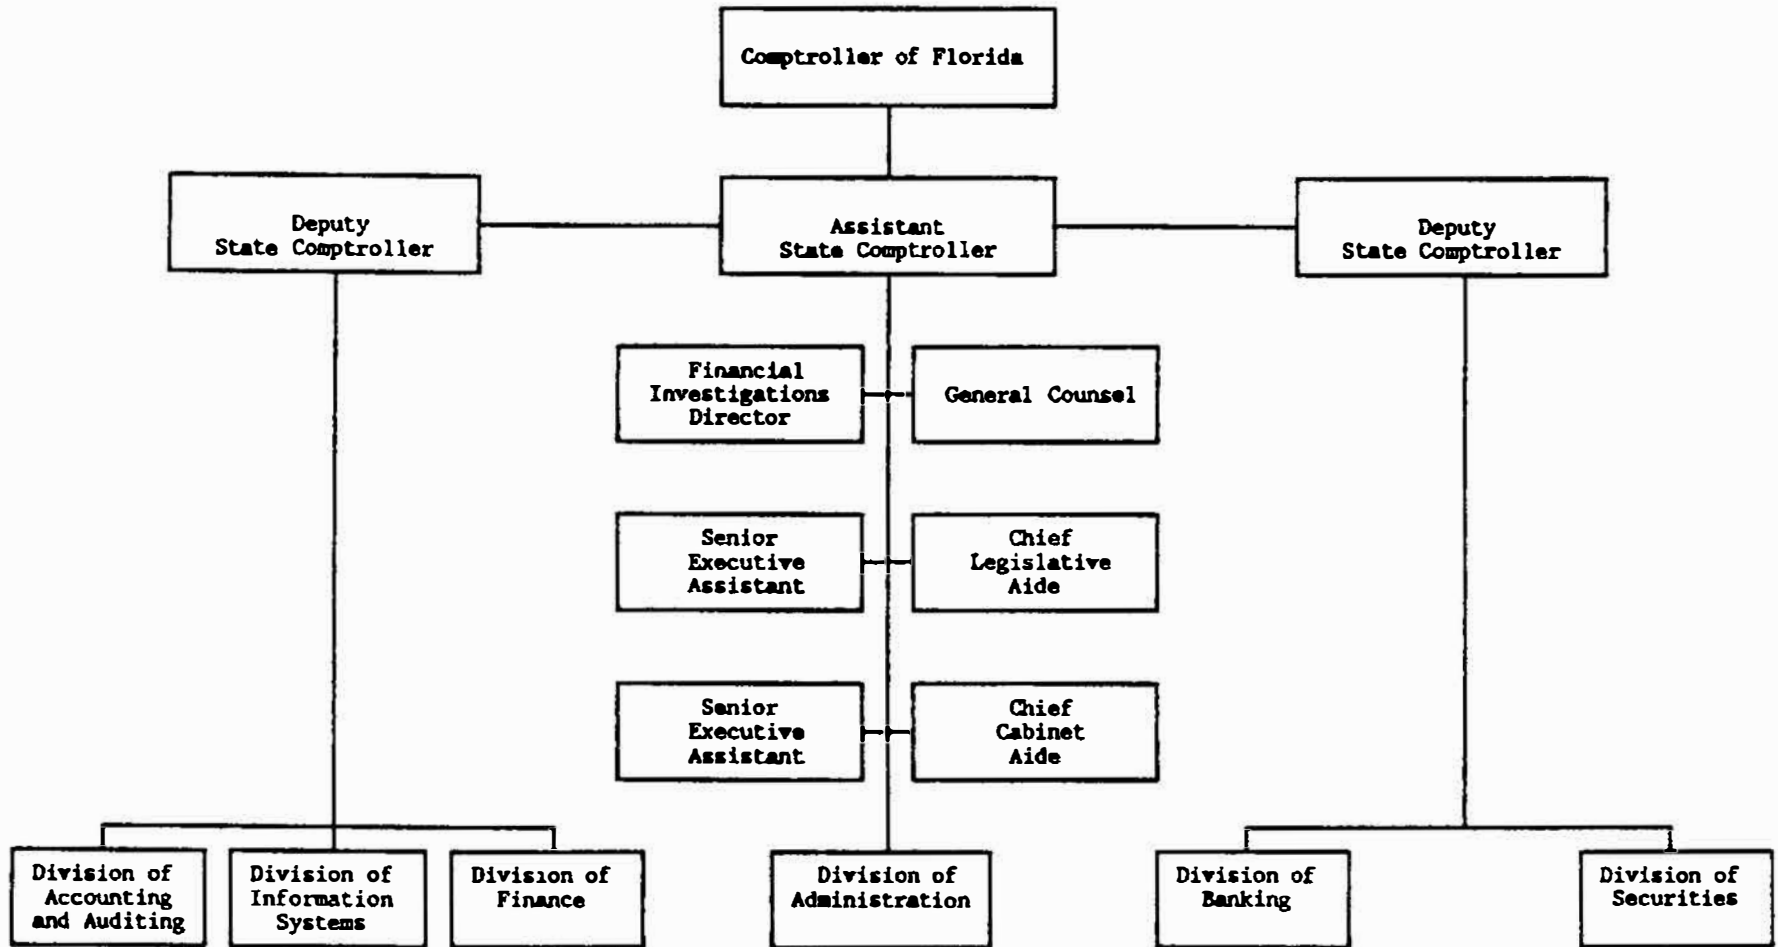 Comptroller of Florida
Deputy
State Comptroller
Assistant
State Comptroller
Deputy
State Comptroller
Financial
Investigations
Director
General Counsel
Senior
Executive
Assistant
Chief
Legislative
Aide
Senior
Executive
Assistant
Chief
Cabinet
Aide
Division of
Accounting
and Auditing
Division of
Information
Systems
Division of
Finance
Division of
Administration
Division of
Banking
Division of
Securities